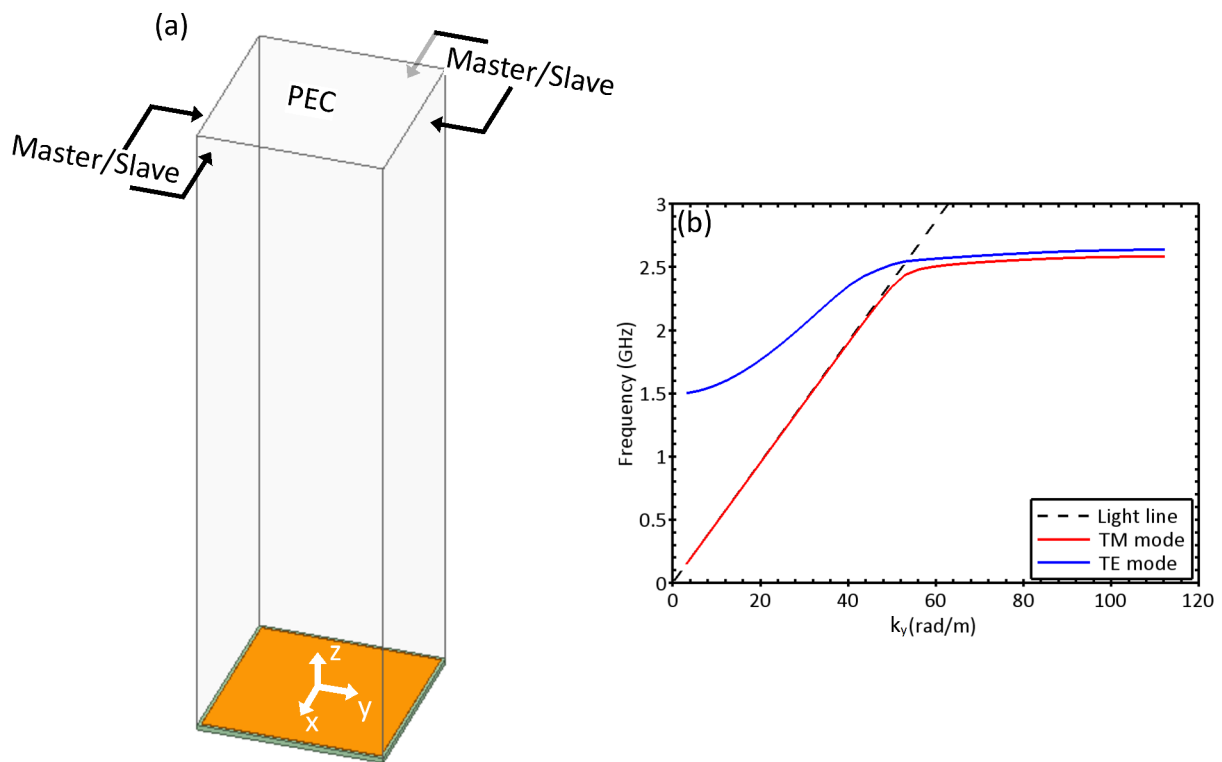 (a)
Master/Slave
PEC
Master/Slave
z
y
x
(b)
3
2.5
2
1.5
1
0.5
0
Frequency (GHz)
0 20 40 60 80 100 120
k_y(rad/m)
Light line
TM mode
TE mode